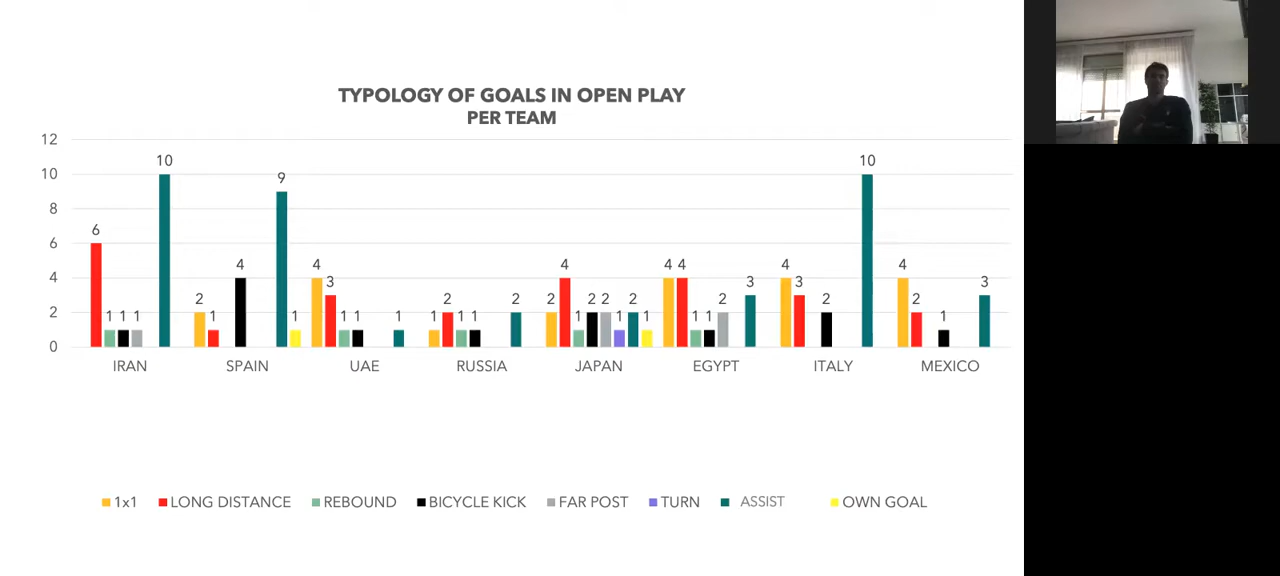 TYPOLOGY OF GOALS IN OPEN PLAY
PER TEAM
12
10
8
6
4
2
0
6 1 1 1 10
2 1 4 9 1
4 3 1 1 1
1 2 1 1 2
2 4 1 2 2 1 2 1
4 4 1 1 2 3
4 3 2 10
4 2 1 3
IRAN SPAIN UAE RUSSIA JAPAN EGYPT ITALY MEXICO
1x1 LONG DISTANCE REBOUND BICYCLE KICK FAR POST TURN ASSIST OWN GOAL